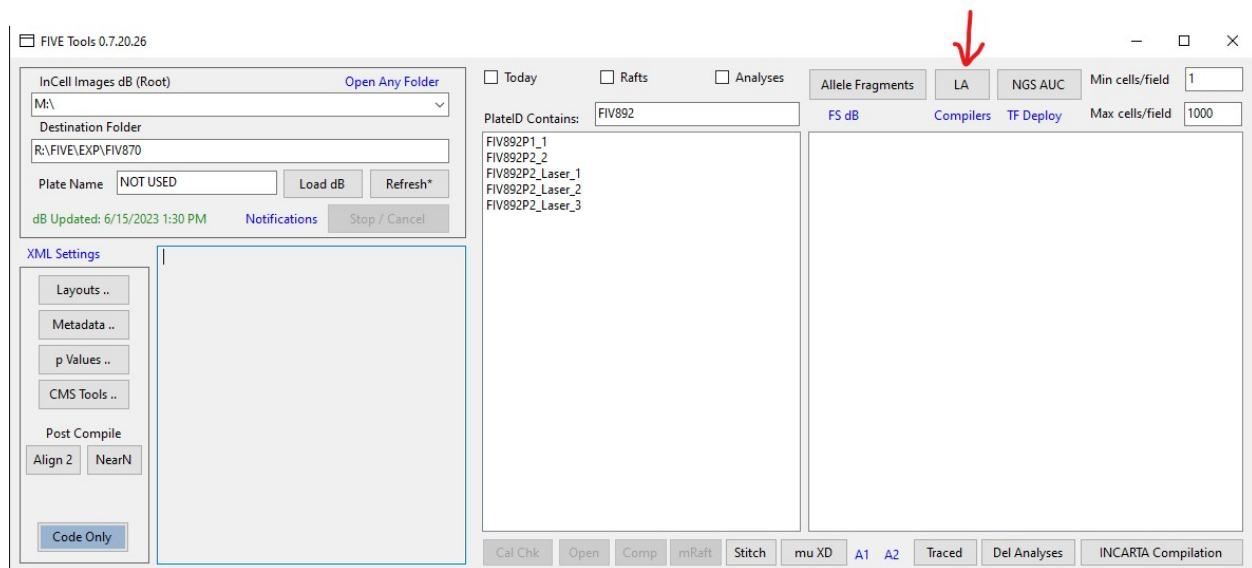 FIVE Tools 0.7.20.26
InCell Images dB (Root) Open Any Folder
M:\
Destination Folder
R:\FIVE\EXP\FIV870
Plate Name NOT USED Load dB Refresh*
dB Updated: 6/15/2023 1:30 PM Notifications Stop / Cancel
XML Settings
Layouts ..
Metadata ..
p Values ..
CMS Tools ..
Post Compile
Align 2 NearN
Code Only
Today Rafts Analyses
PlateID Contains: FIV892
FIV892P1_1
FIV892P2_2
FIV892P2_Laser_1
FIV892P2_Laser_2
FIV892P2_Laser_3
Allele Fragments LA NGS AUC Min cells/field 1
FS dB Compilers TF Deploy Max cells/field 1000
Cal Chk Open Comp mRaft Stitch mu XD A1 A2 Traced Del Analyses INCARTA Compilation